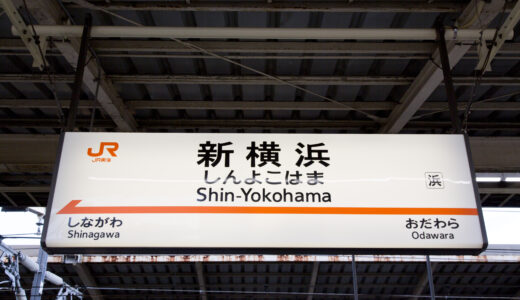 JR
JR東海
新横浜
しんよこはま
Shin-Yokohama
浜
しながわ
Shinagawa
おだわら
Odawara